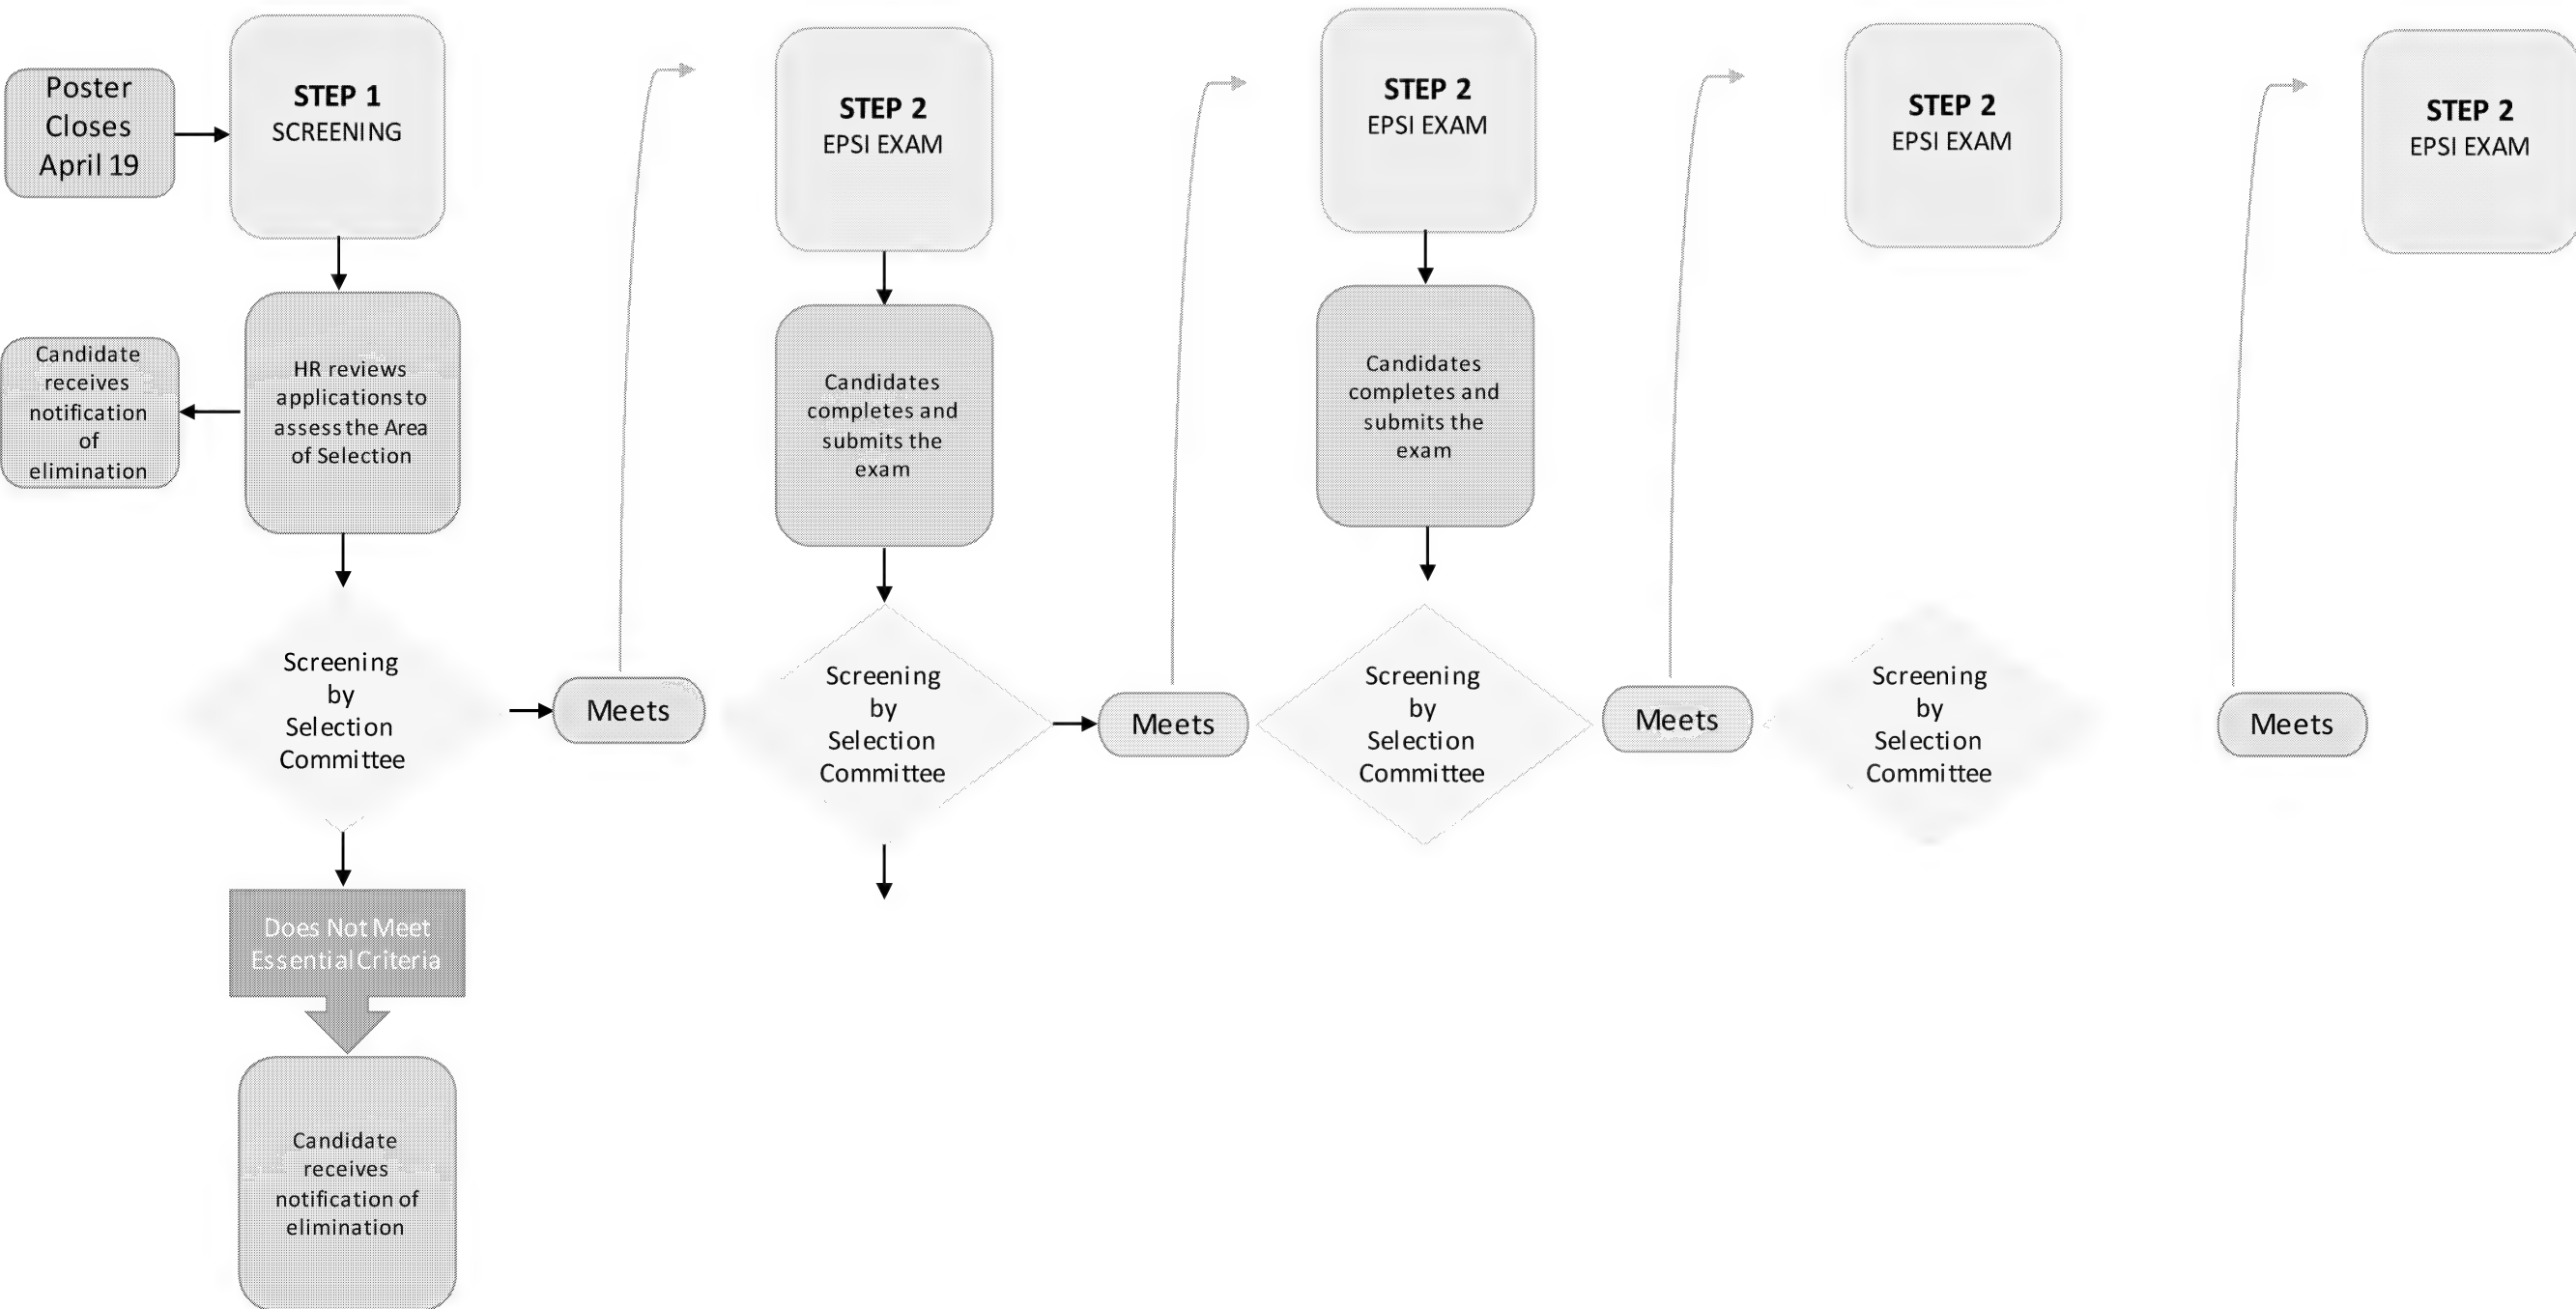 Poster
Closes
April 19
STEP 1
SCREENING
HR reviews
applications to
assess the Area
of Selection
Candidate
receives
notification
of
elimination
Screening
by
Selection
Committee
Meets
Does Not Meet
Essential Criteria
Candidate
receives
notification of
elimination
STEP 2
EPSI EXAM
Candidates
completes and
submits the
exam
Screening
by
Selection
Committee
Meets
STEP 2
EPSI EXAM
Candidates
completes and
submits the
exam
Screening
by
Selection
Committee
Meets
STEP 2
EPSI EXAM
Screening
by
Selection
Committee
Meets
STEP 2
EPSI EXAM